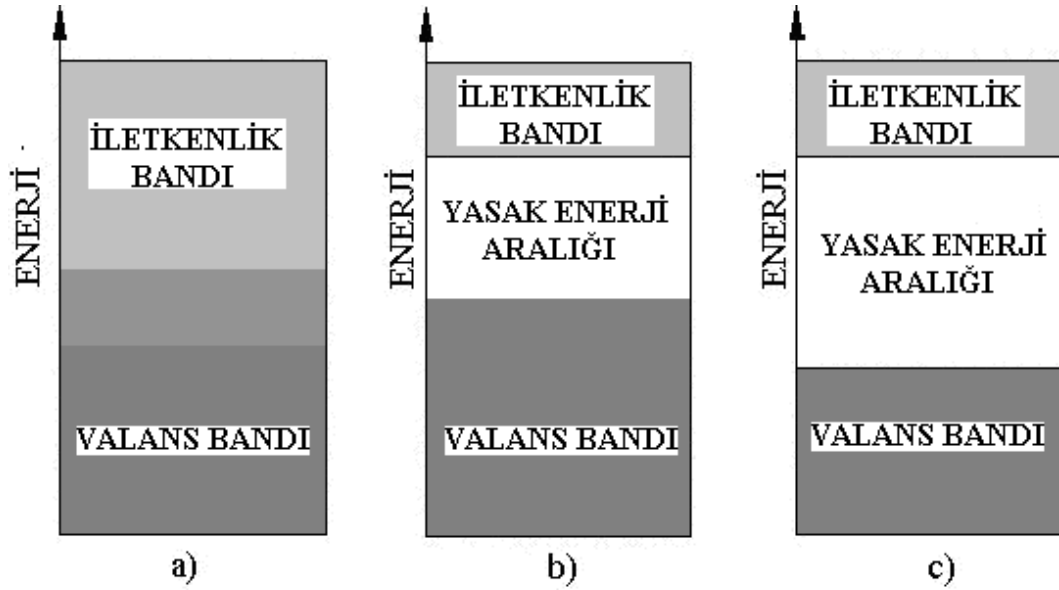 ENERJİ
İLETKENLİK
BANDI
VALANS BANDI
a)
ENERJİ
İLETKENLİK
BANDI
YASAK ENERJİ
ARALIĞI
VALANS BANDI
b)
ENERJİ
İLETKENLİK
BANDI
YASAK ENERJİ
ARALIĞI
VALANS BANDI
c)